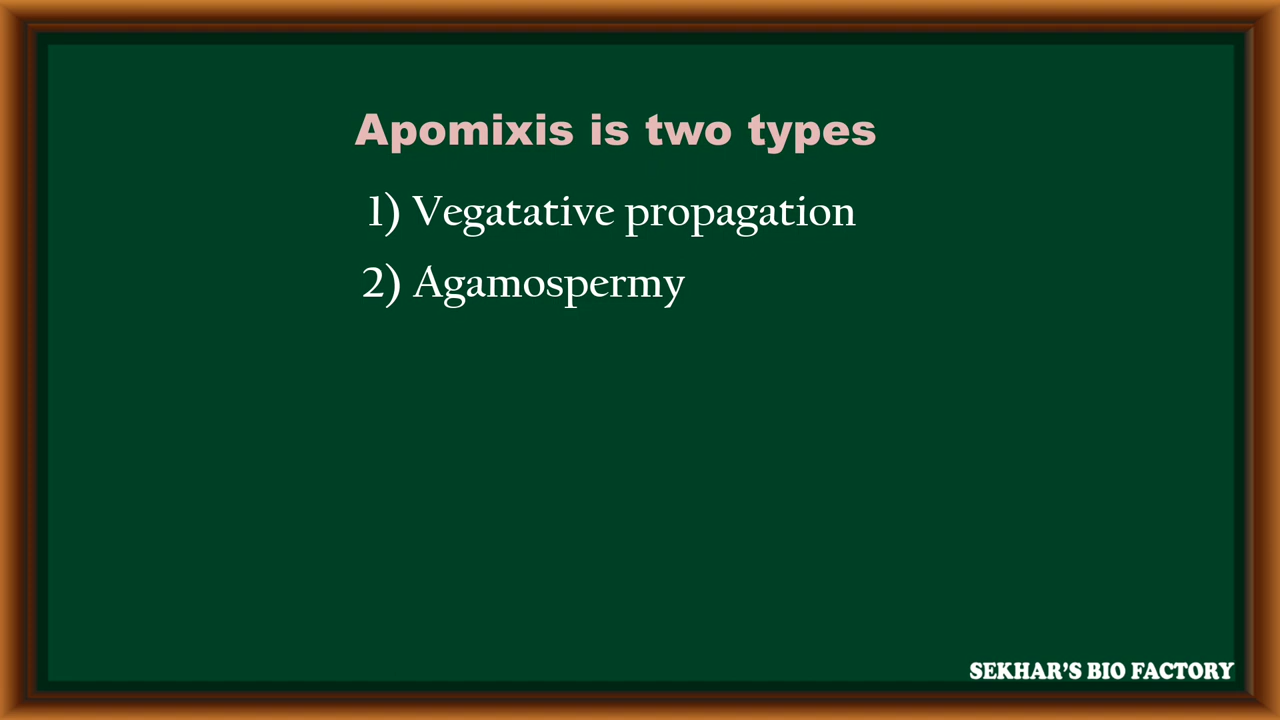 Apomixis is two types
1) Vegatative propagation
2) Agamospermy
SEKHAR'S BIO FACTORY